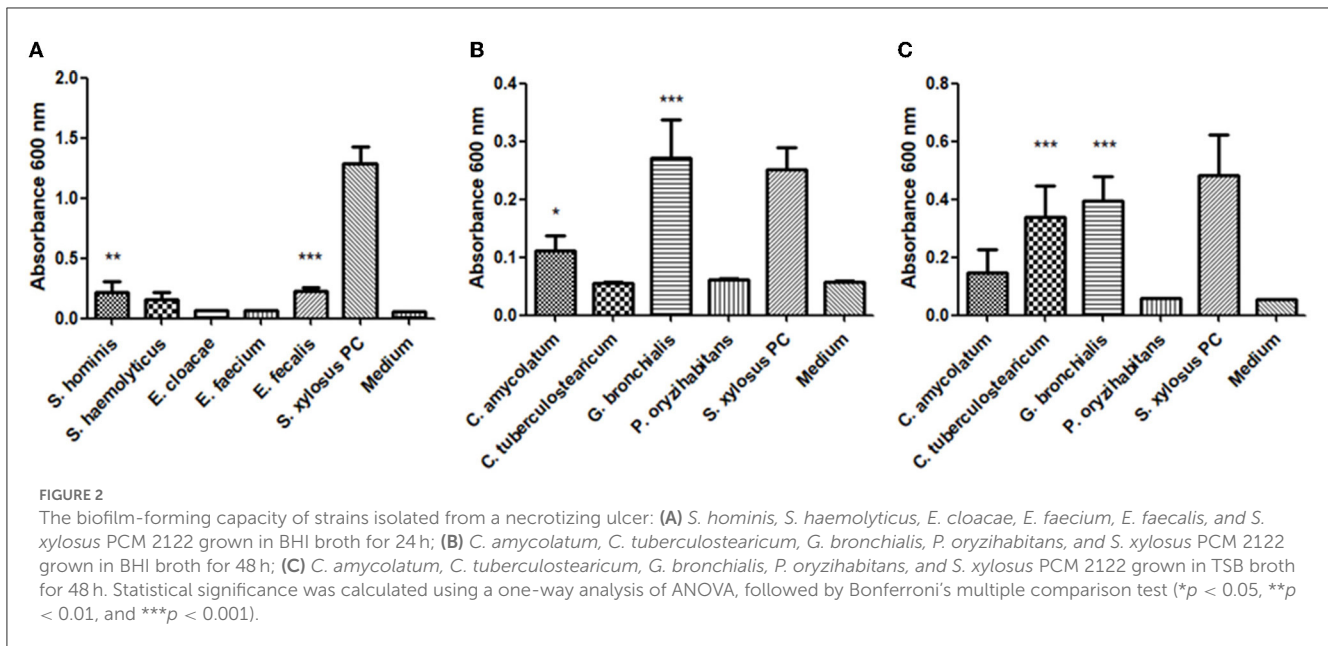 A
B
C
Absorbance 600 nm
2.0
1.5
1.0
0.5
0.0
**
***
S. hominis
S. haemolyticus
E. cloacae
E. faecium
E. fecalis
S. xylosus PC
Medium
Absorbance 600 nm
0.4
0.3
0.2
0.1
0.0
*
***
C. amycolatum
C. tuberculostearicum
G. bronchialis
P. oryzihabitans
S. xylosus PC
Medium
Absorbance 600 nm
0.8
0.6
0.4
0.2
0.0
***
***
C. amycolatum
C. tuberculostearicum
G. bronchialis
P. oryzihabitans
S. xylosus PC
Medium
FIGURE 2
The biofilm-forming capacity of strains isolated from a necrotizing ulcer: (A) S. hominis, S. haemolyticus, E. cloacae, E. faecium, E. faecalis, and S.
xylosus PCM 2122 grown in BHI broth for 24 h; (B) C. amycolatum, C. tuberculostearicum, G. bronchialis, P. oryzihabitans, and S. xylosus PCM 2122
grown in BHI broth for 48 h; (C) C. amycolatum, C. tuberculostearicum, G. bronchialis, P. oryzihabitans, and S. xylosus PCM 2122 grown in TSB broth
for 48 h. Statistical significance was calculated using a one-way analysis of ANOVA, followed by Bonferroni's multiple comparison test (*p < 0.05, **p
< 0.01, and ***p < 0.001).